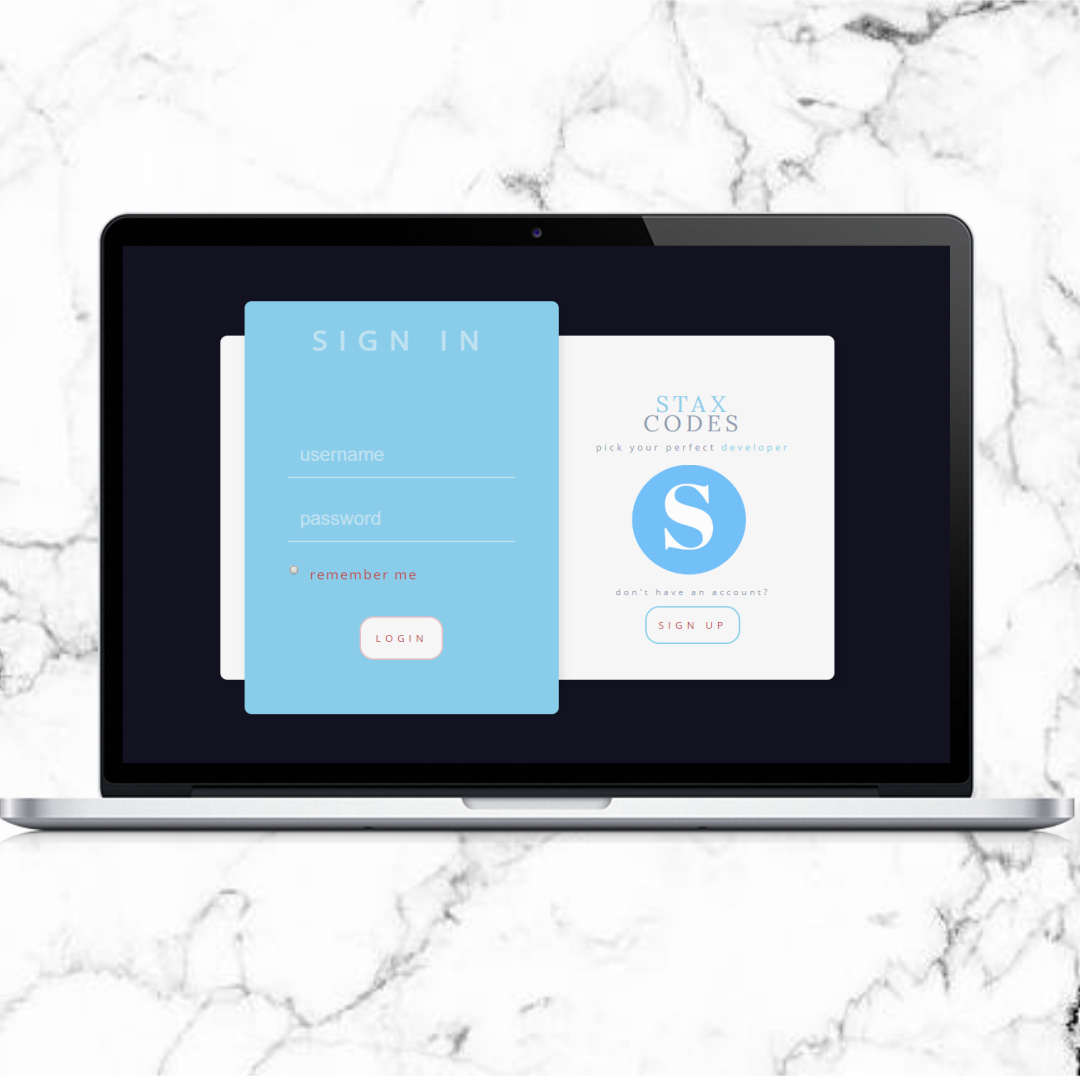 SIGN IN
username
password
remember me
LOGIN
STAX
CODES
pick your perfect developer
S
don't have an account?
SIGN UP